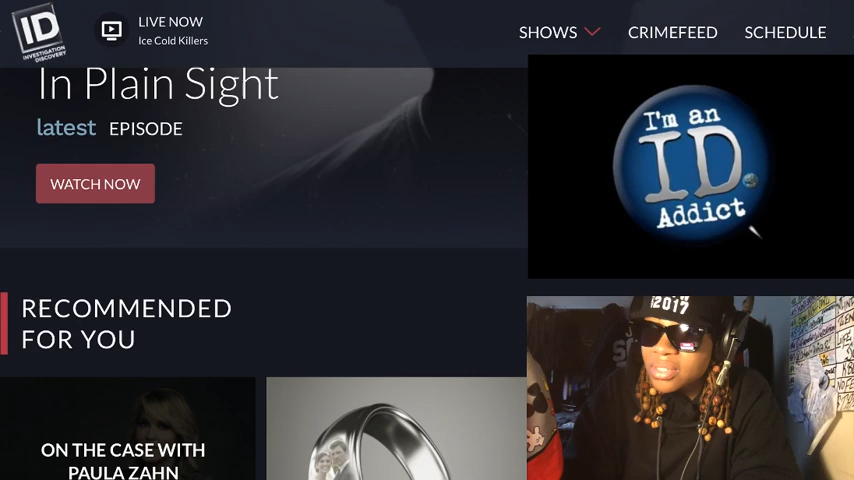 ID
INVESTIGATION
DISCOVERY
LIVE NOW
Ice Cold Killers
SHOWS
CRIMEFEED
SCHEDULE
In Plain Sight
latest EPISODE
WATCH NOW
I'm an
ID
Addict
RECOMMENDED
FOR YOU
2017
ON THE CASE WITH
PAULA ZAHN